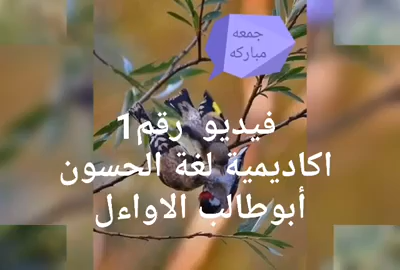 جمعه
مباركه
فيديو رقم1
اكاديمية لغة الحسون
أبوطالب الاواءل